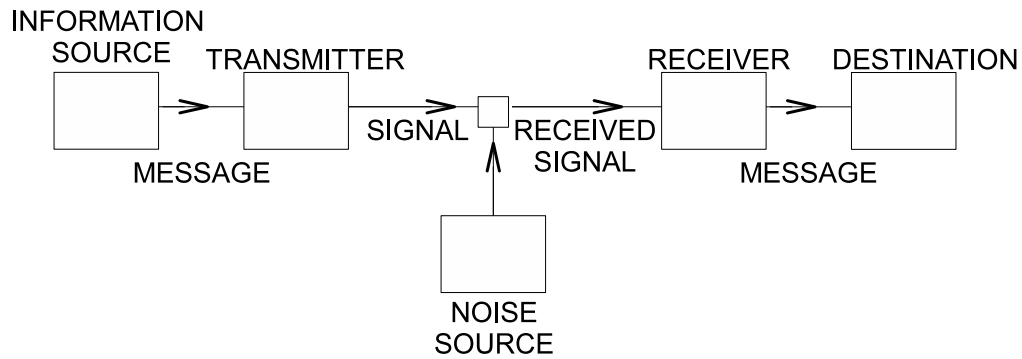 INFORMATION
SOURCE
TRANSMITTER
RECEIVER
DESTINATION
SIGNAL
RECEIVED
SIGNAL
MESSAGE
MESSAGE
NOISE
SOURCE